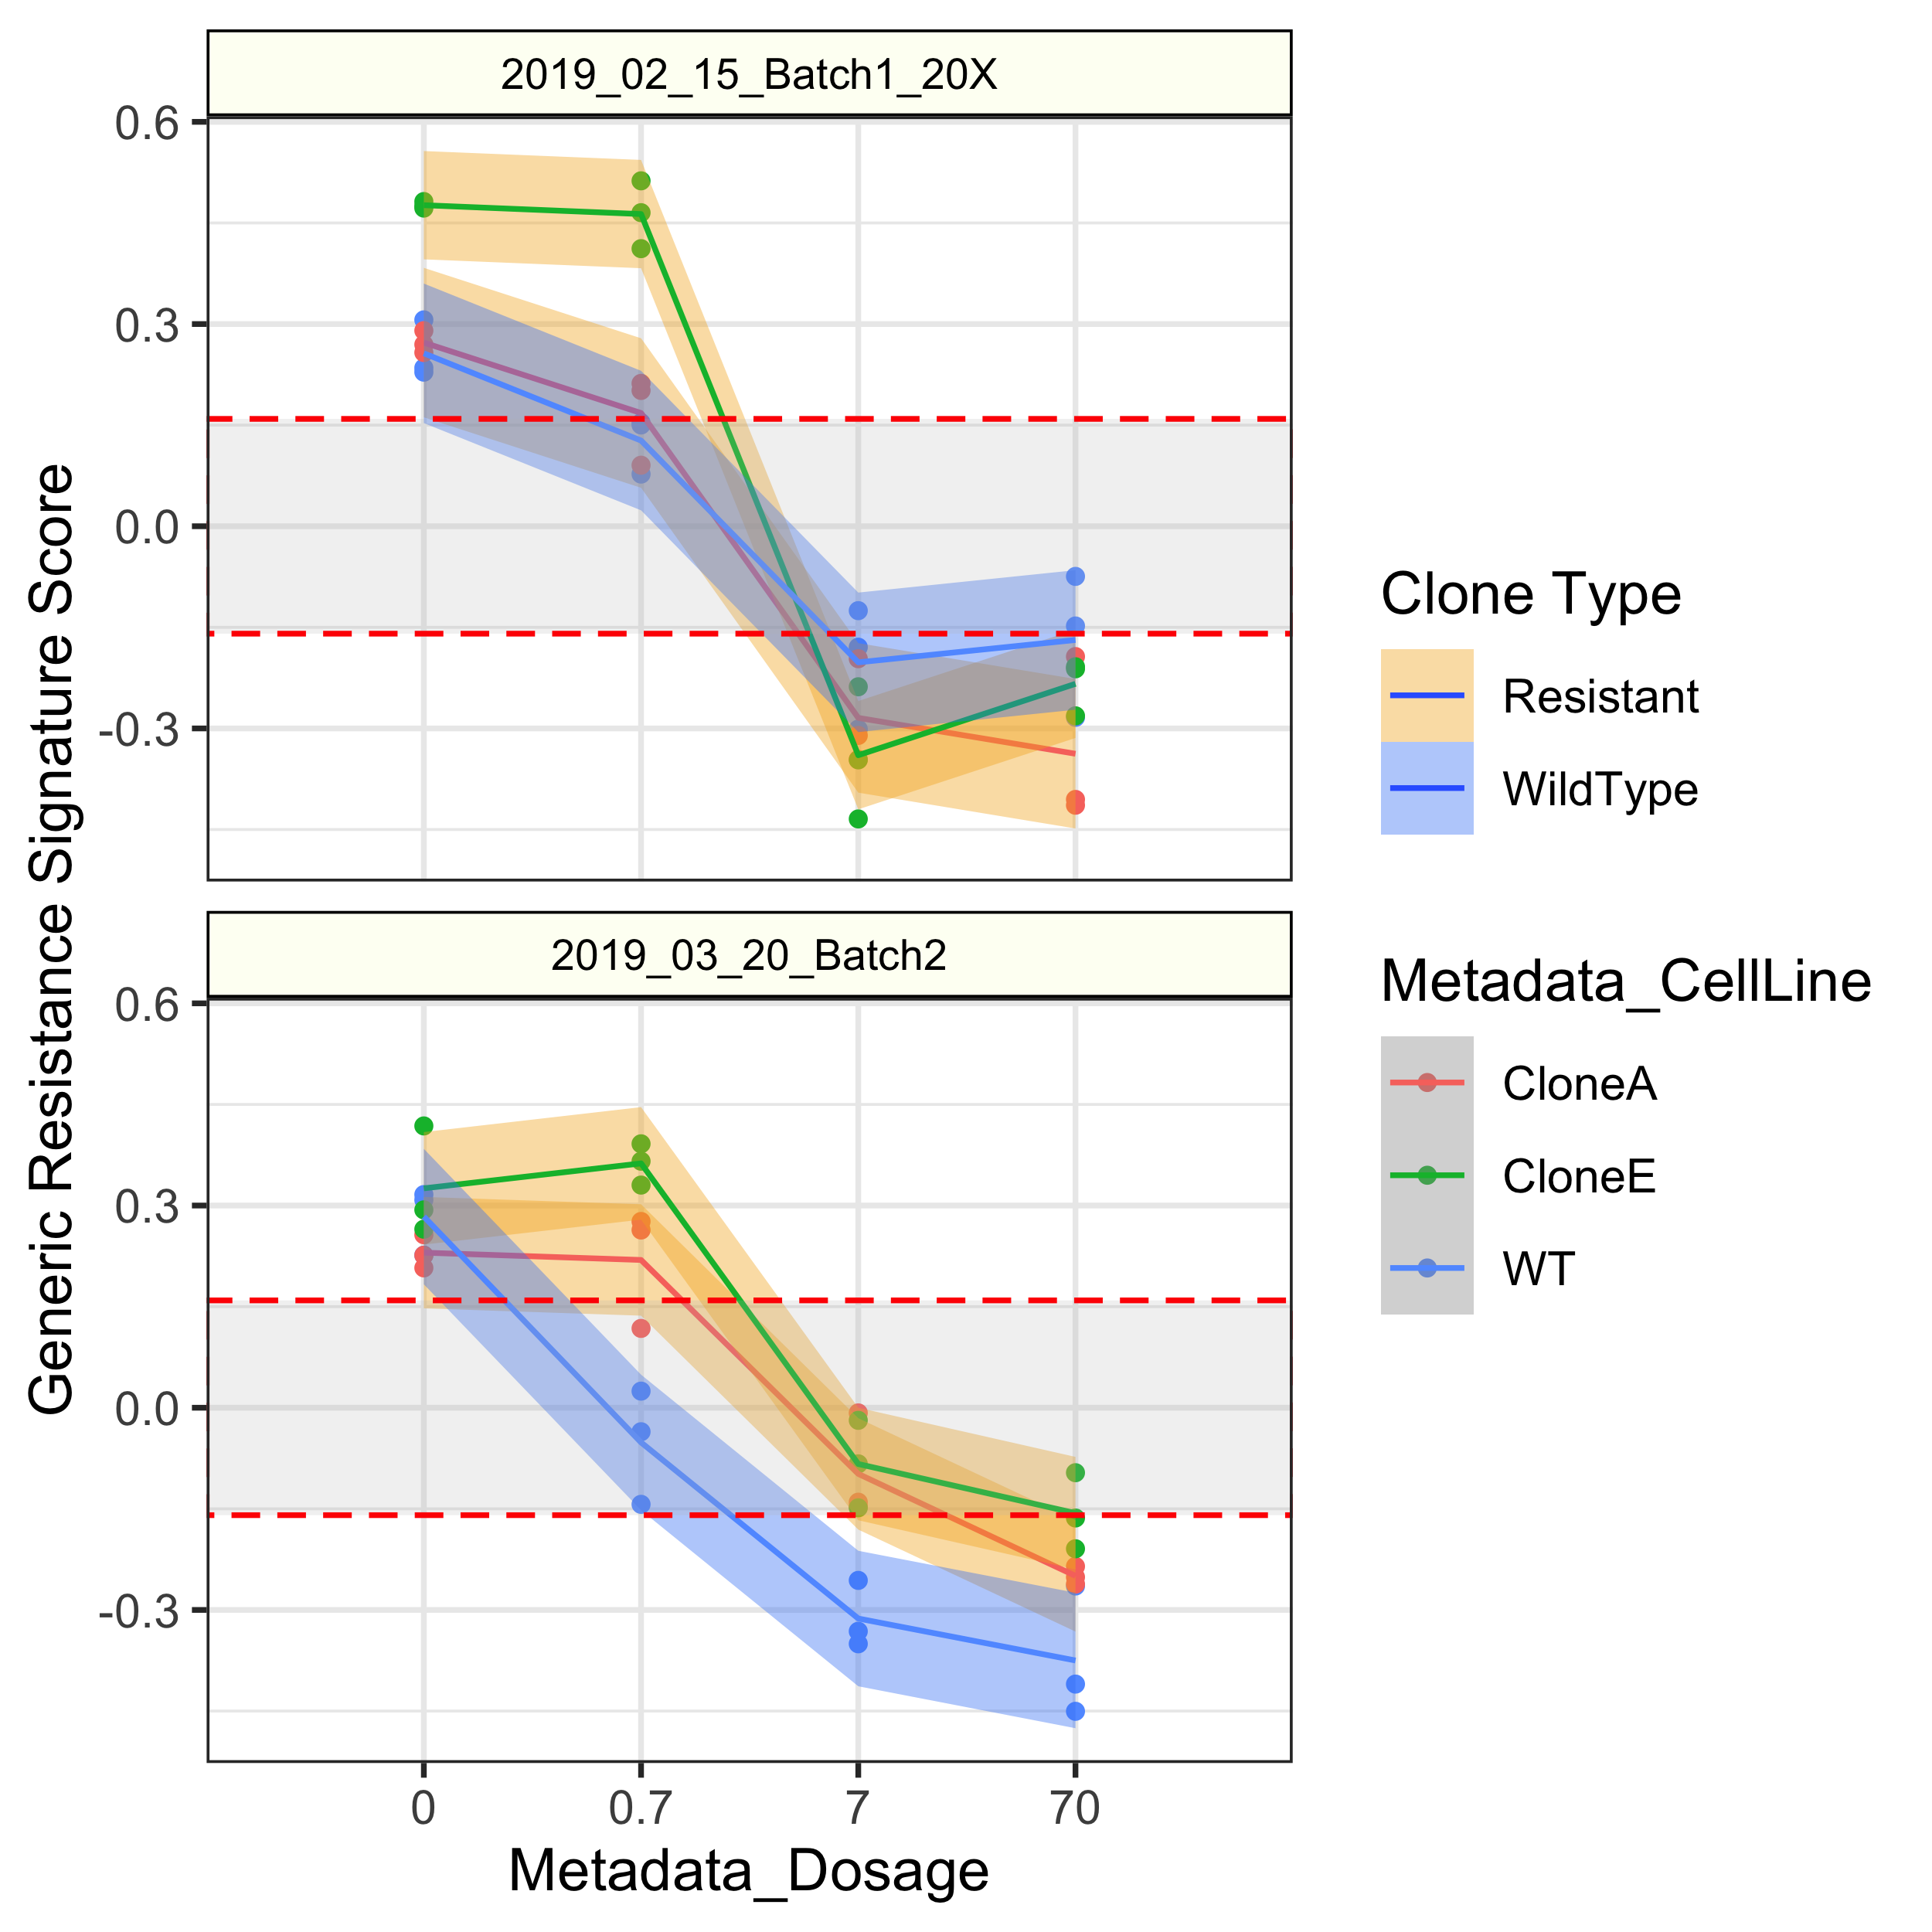 2019_02_15_Batch1_20X
0.6
0.3
0.0
-0.3
2019_03_20_Batch2
0.6
0.3
0.0
-0.3
0
0.7
7
70
Metadata_Dosage
Generic Resistance Signature Score
Clone Type
Resistant
WildType
Metadata_CellLine
CloneA
CloneE
WT